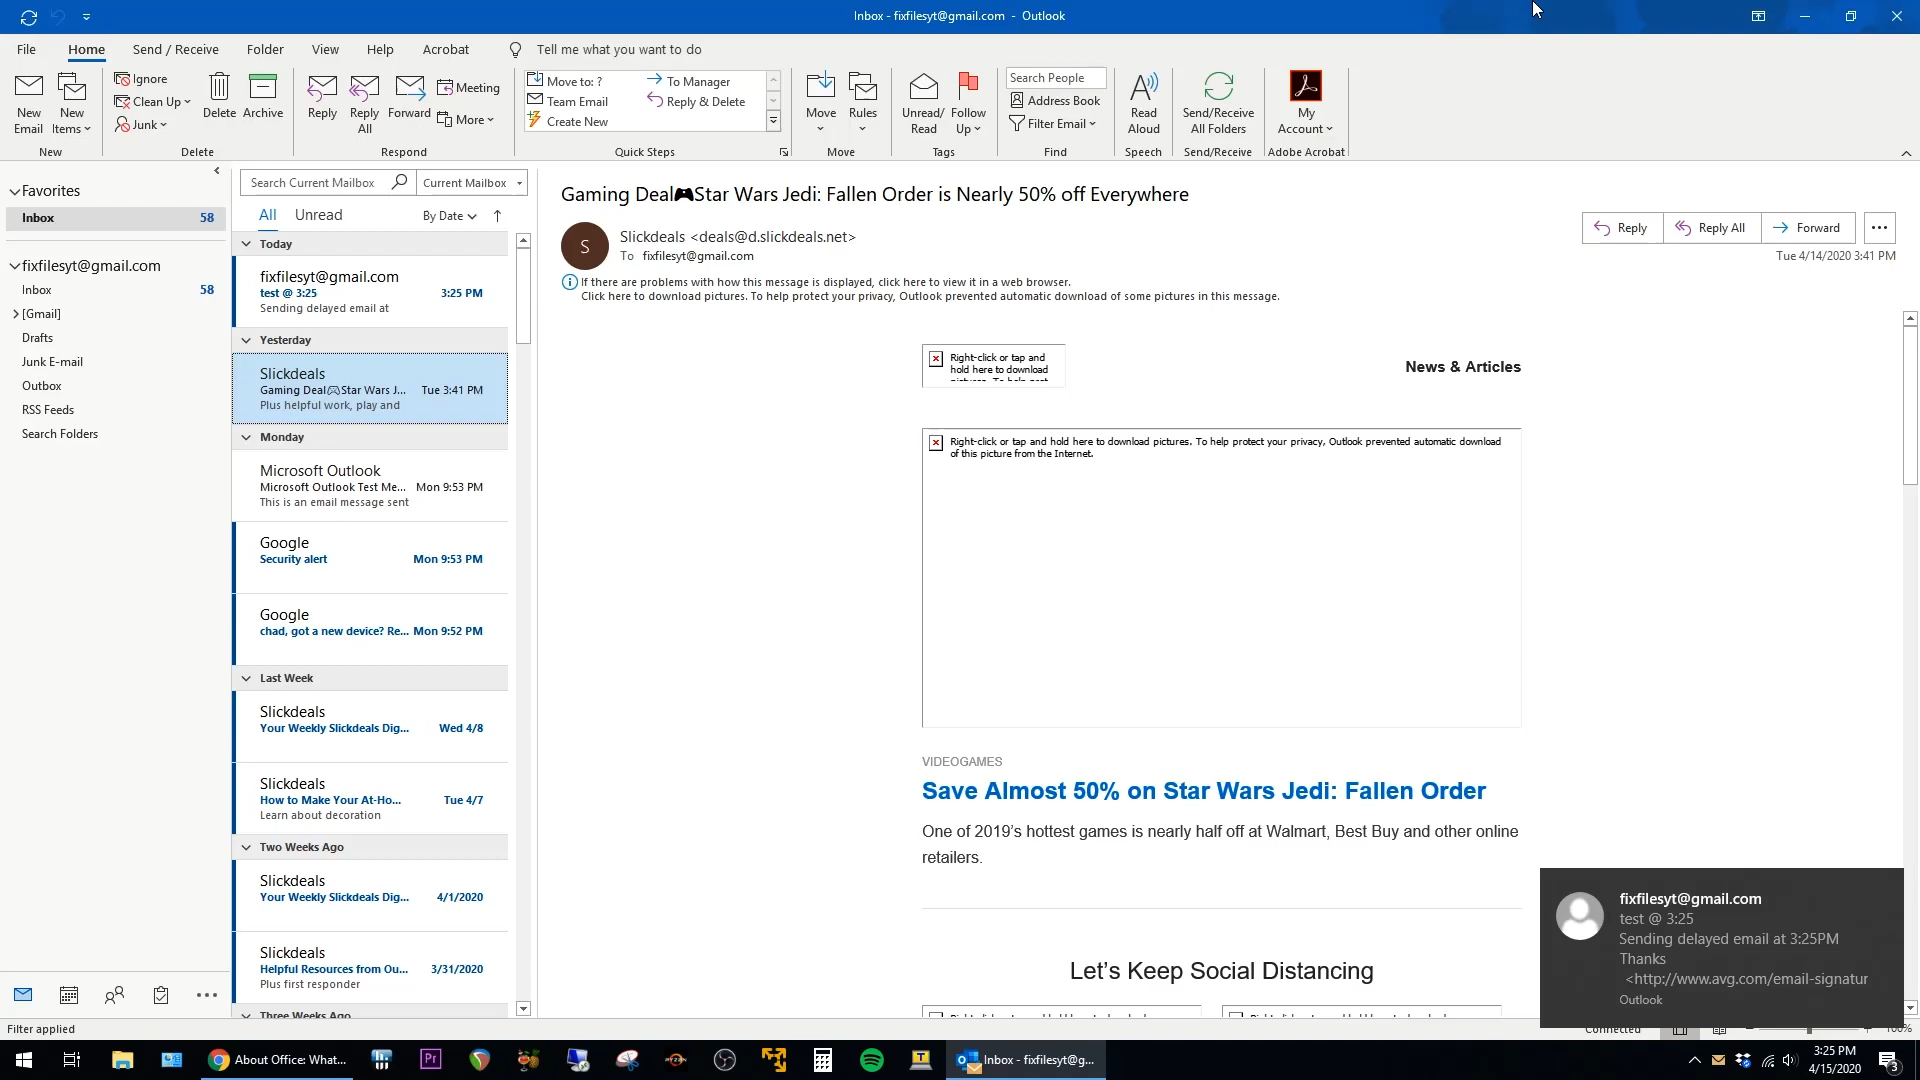 Inbox - fixfilesyt@gmail.com - Outlook
File Home Send / Receive Folder View Help Acrobat Tell me what you want to do
New Email
New Items
New
Ignore
Clean Up
Junk
Delete
Archive
Delete
Reply
Reply All
Forward
Meeting
More
Respond
Move to: ?
Team Email
Create New
To Manager
Reply & Delete
Quick Steps
Move
Rules
Move
Unread/ Read
Follow Up
Tags
Search People
Address Book
Filter Email
Find
Read Aloud
Speech
Send/Receive All Folders
Send/Receive
My Account
Adobe Acrobat
Favorites
Inbox 58
fixfilesyt@gmail.com
Inbox 58
[Gmail]
Drafts
Junk E-mail
Outbox
RSS Feeds
Search Folders
Filter applied
Search Current Mailbox Current Mailbox
All Unread By Date
Today
fixfilesyt@gmail.com
test @ 3:25 3:25 PM
Sending delayed email at
Yesterday
Slickdeals
Gaming Deal🎮Star Wars J... Tue 3:41 PM
Plus helpful work, play and
Monday
Microsoft Outlook
Microsoft Outlook Test Me... Mon 9:53 PM
This is an email message sent
Google
Security alert Mon 9:53 PM
Google
chad, got a new device? Re... Mon 9:52 PM
Last Week
Slickdeals
Your Weekly Slickdeals Dig... Wed 4/8
Slickdeals
How to Make Your At-Ho... Tue 4/7
Learn about decoration
Two Weeks Ago
Slickdeals
Your Weekly Slickdeals Dig... 4/1/2020
Slickdeals
Helpful Resources from Ou... 3/31/2020
Plus first responder
Three Weeks Ago
Gaming Deal🎮Star Wars Jedi: Fallen Order is Nearly 50% off Everywhere
S
Slickdeals <deals@d.slickdeals.net>
To fixfilesyt@gmail.com
Reply Reply All Forward
Tue 4/14/2020 3:41 PM
If there are problems with how this message is displayed, click here to view it in a web browser.
Click here to download pictures. To help protect your privacy, Outlook prevented automatic download of some pictures in this message.
Right-click or tap and
hold here to download
pictures. To help
News & Articles
Right-click or tap and hold here to download pictures. To help protect your privacy, Outlook prevented automatic download
of this picture from the Internet.
VIDEOGAMES
Save Almost 50% on Star Wars Jedi: Fallen Order
One of 2019's hottest games is nearly half off at Walmart, Best Buy and other online
retailers.
Let's Keep Social Distancing
fixfilesyt@gmail.com
test @ 3:25
Sending delayed email at 3:25PM
Thanks
<http://www.avg.com/email-signatur
Outlook
Connected 100%
About Office: What...
Pr
Inbox - fixfilesyt@g...
3:25 PM
4/15/2020
3